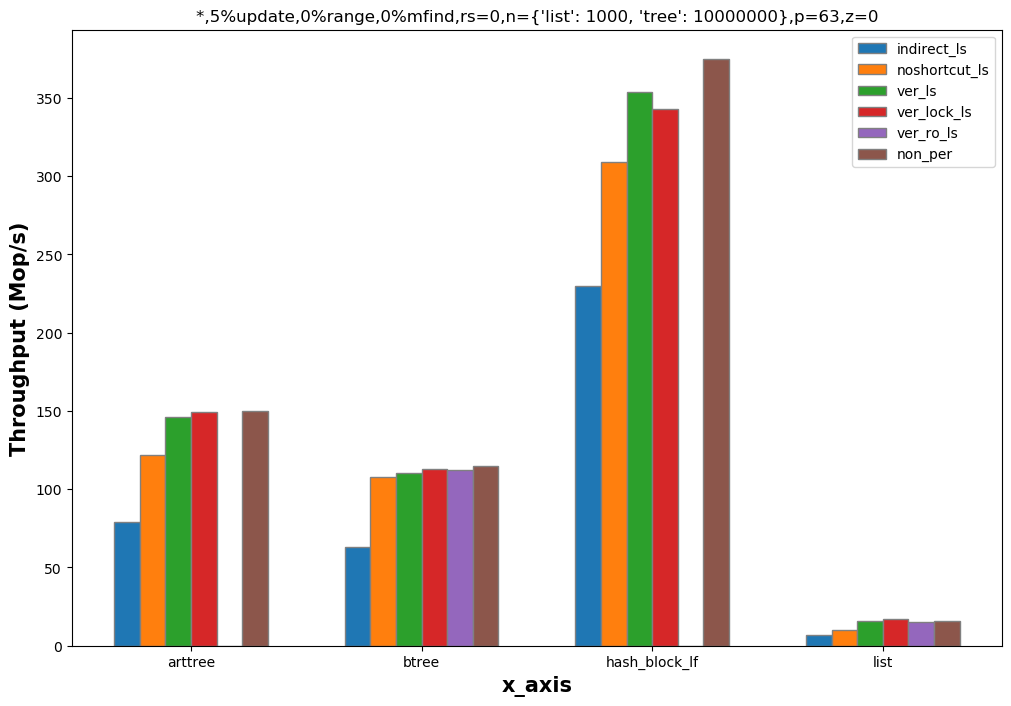 *,5%update,0%range,0%mfind,rs=0,n={'list': 1000, 'tree': 10000000},p=63,z=0
indirect_ls
noshortcut_ls
ver_ls
ver_lock_ls
ver_ro_ls
non_per
Throughput (Mop/s)
350
300
250
200
150
100
50
0
arttree btree hash_block_lf list
x_axis